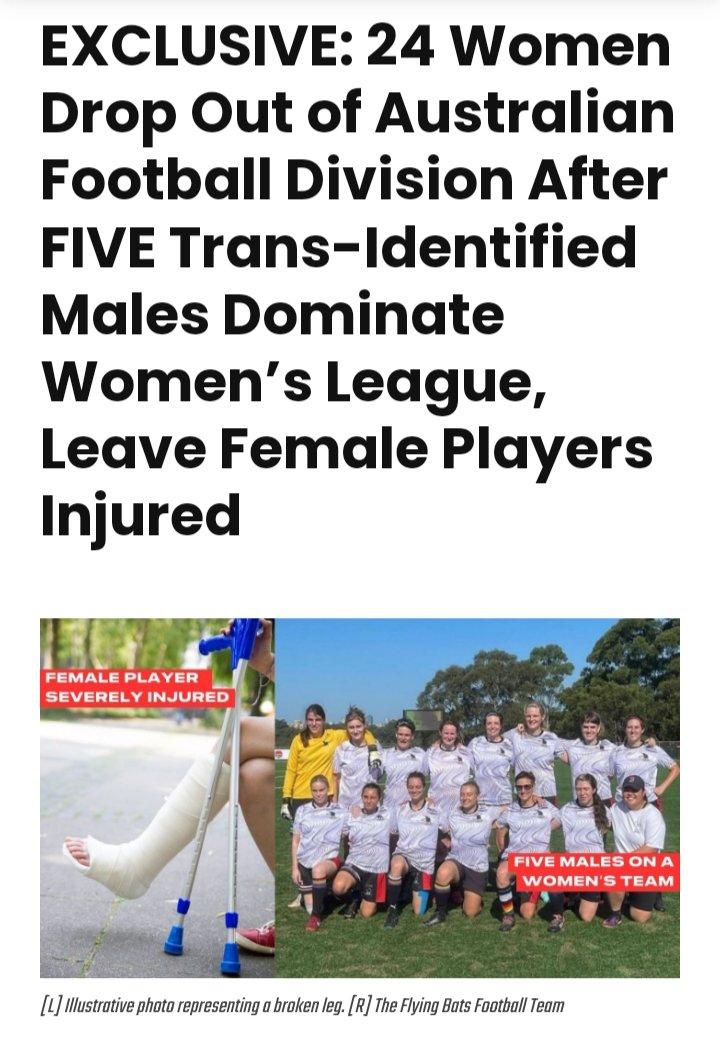 EXCLUSIVE: 24 Women
Drop Out of Australian
Football Division After
FIVE Trans-Identified
Males Dominate
Women’s League,
Leave Female Players
Injured
FEMALE PLAYER
SEVERELY INJURED
FIVE MALES ON A
WOMEN'S TEAM
[L] Illustrative photo representing a broken leg. [R] The Flying Bats Football Team